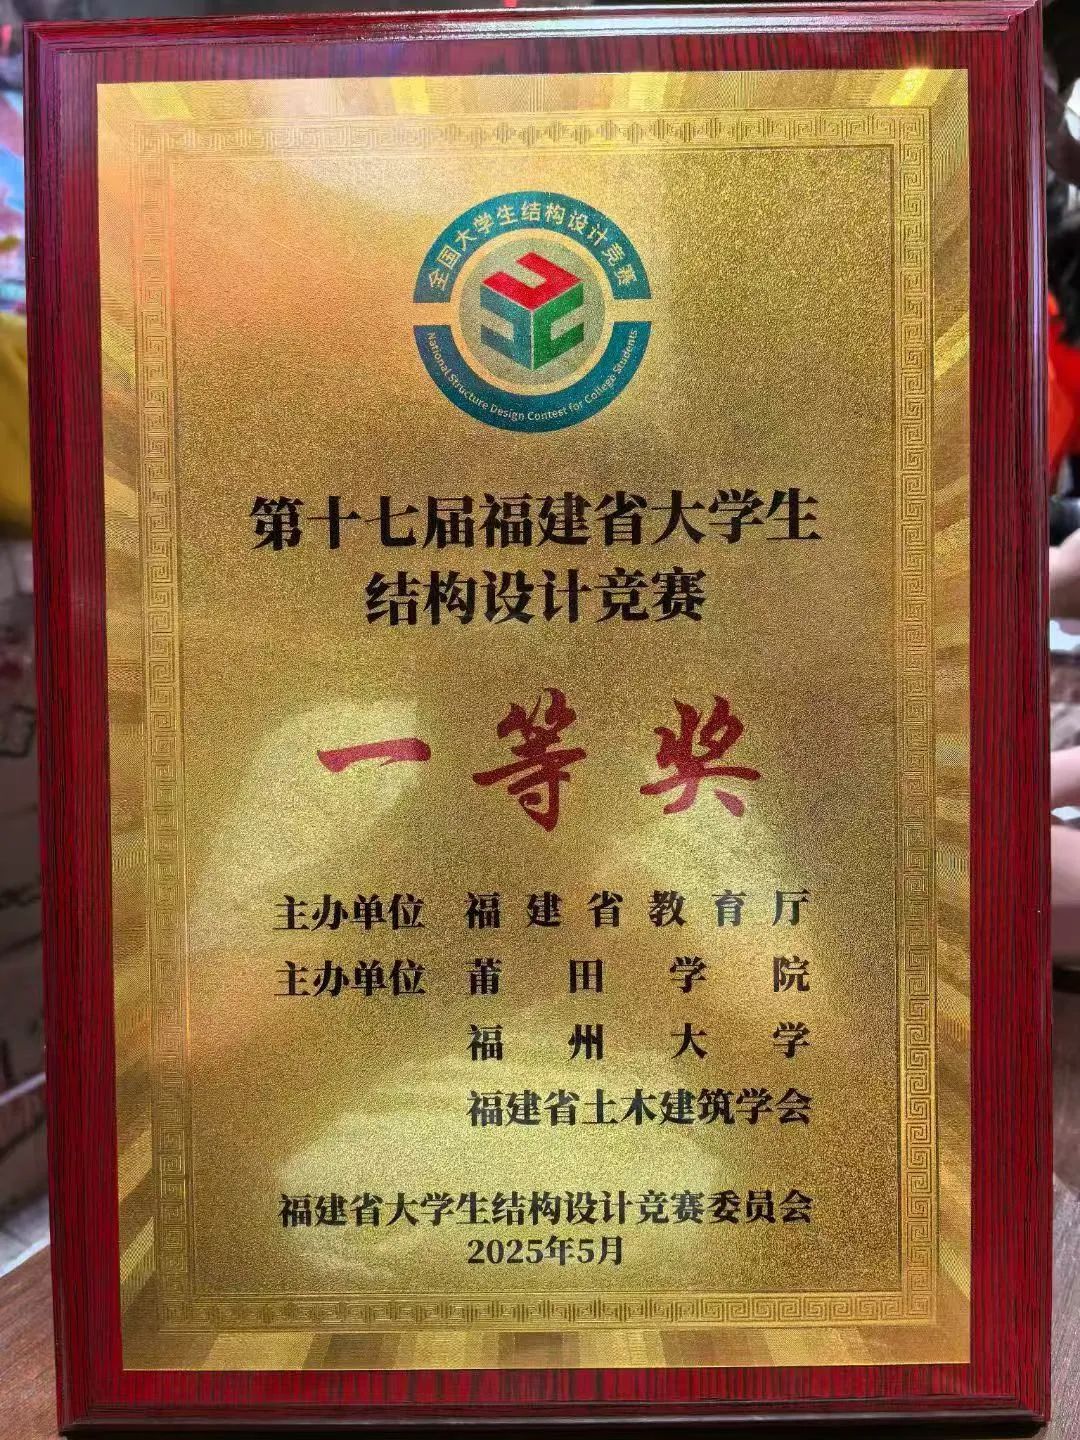 全国大学生结构设计竞赛
National Structure Design Contest for College Students
第十七届福建省大学生
结构设计竞赛
一等奖
主办单位 福建省教育厅
主办单位 莆田学院
福州大学
福建省土木建筑学会
福建省大学生结构设计竞赛委员会
2025年5月